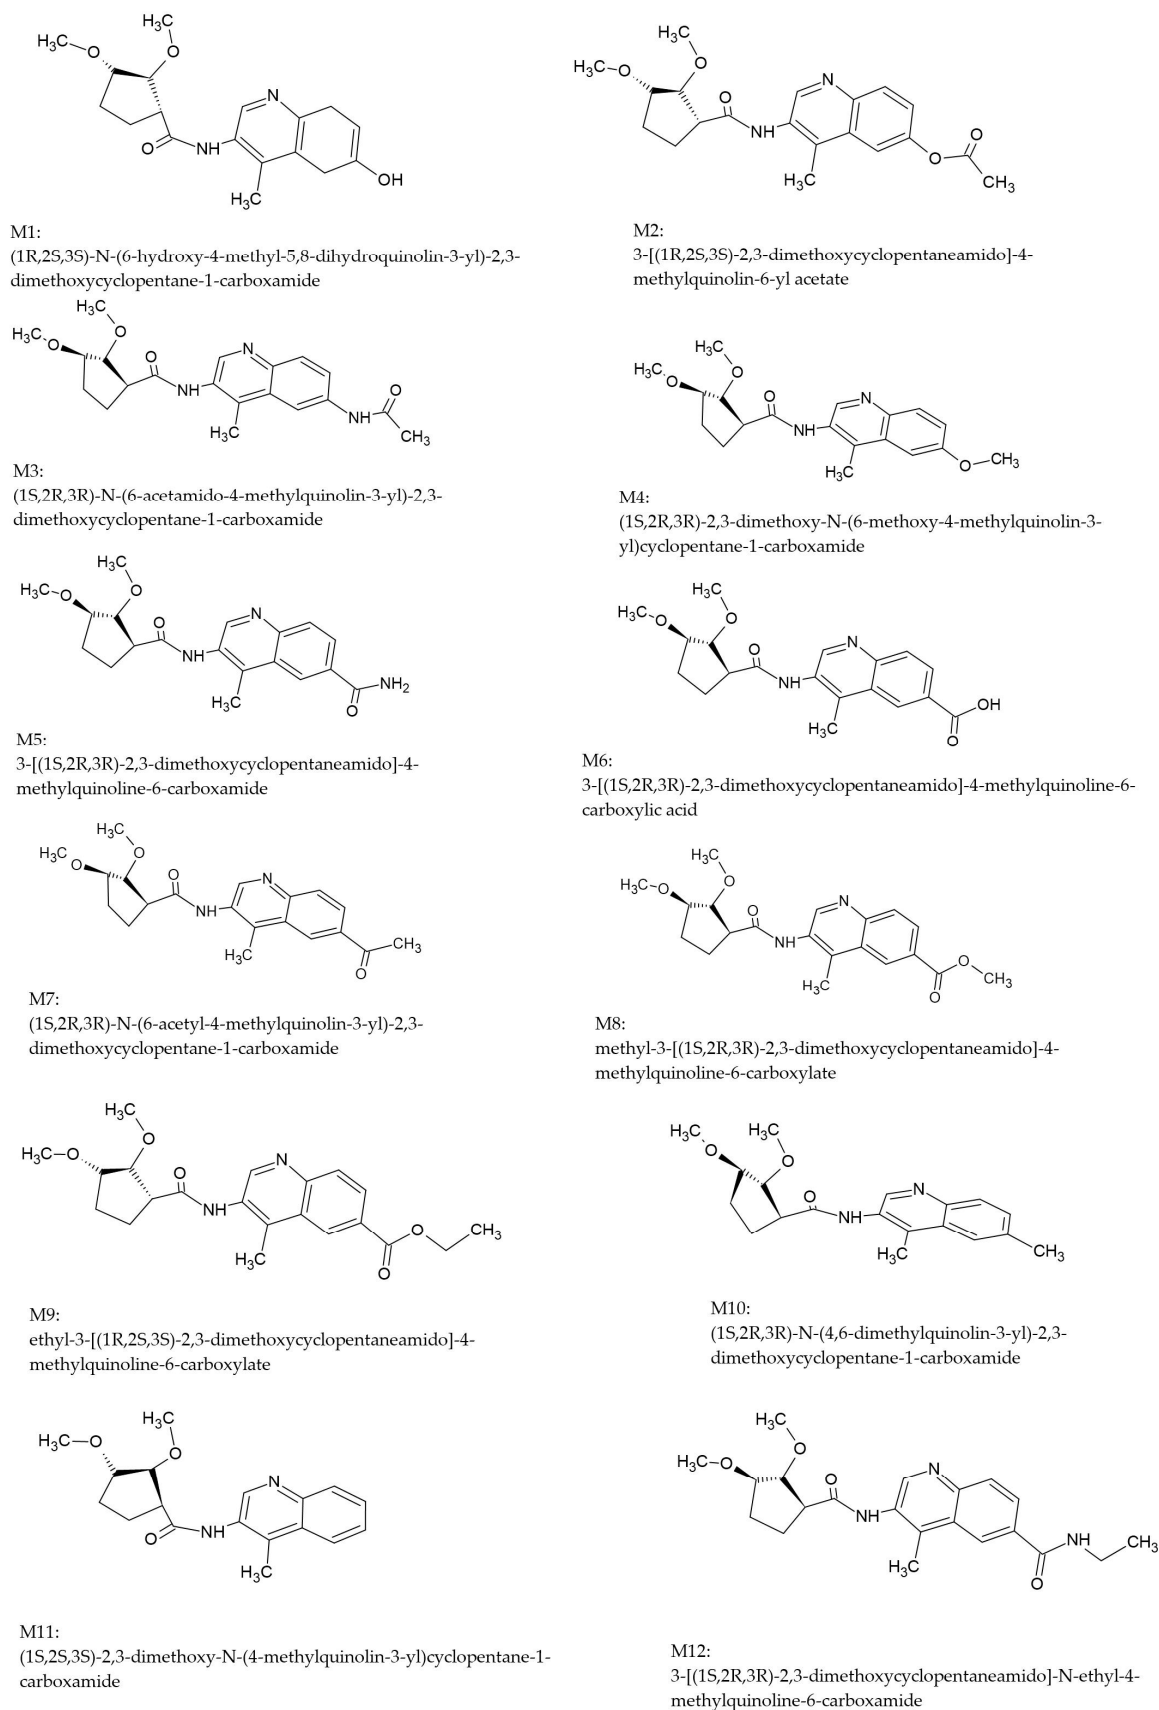 H3C
H3C
O
O
N
O
NH
H3C
OH
M1:
(1R,2S,3S)-N-(6-hydroxy-4-methyl-5,8-dihydroquinolin-3-yl)-2,3-
dimethoxycyclopentane-1-carboxamide
H3C
H3C
O
O
N
O
NH
O
O
H3C
CH3
M2:
3-[(1R,2S,3S)-2,3-dimethoxycyclopentaneamido]-4-
methylquinolin-6-yl acetate
H3C
H3C
O
O
O
N
NH
O
NH
H3C
CH3
M3:
(1S,2R,3R)-N-(6-acetamido-4-methylquinolin-3-yl)-2,3-
dimethoxycyclopentane-1-carboxamide
H3C
H3C
O
O
O
N
NH
H3C
O
CH3
M4:
(1S,2R,3R)-2,3-dimethoxy-N-(6-methoxy-4-methylquinolin-3-
yl)cyclopentane-1-carboxamide
H3C
H3C
O
O
O
N
NH
H3C
NH2
O
M5:
3-[(1S,2R,3R)-2,3-dimethoxycyclopentaneamido]-4-
methylquinoline-6-carboxamide
H3C
H3C
O
O
O
N
NH
H3C
OH
O
M6:
3-[(1S,2R,3R)-2,3-dimethoxycyclopentaneamido]-4-methylquinoline-6-
carboxylic acid
H3C
H3C
O
O
O
N
NH
H3C
CH3
O
M7:
(1S,2R,3R)-N-(6-acetyl-4-methylquinolin-3-yl)-2,3-
dimethoxycyclopentane-1-carboxamide
H3C
H3C
O
O
O
N
NH
H3C
O
CH3
O
M8:
methyl-3-[(1S,2R,3R)-2,3-dimethoxycyclopentaneamido]-4-
methylquinoline-6-carboxylate
H3C
H3C
O
O
O
N
NH
H3C
O
CH3
O
M9:
ethyl-3-[(1R,2S,3S)-2,3-dimethoxycyclopentaneamido]-4-
methylquinoline-6-carboxylate
H3C
H3C
O
O
O
N
NH
H3C
CH3
M10:
(1S,2R,3R)-N-(4,6-dimethylquinolin-3-yl)-2,3-
dimethoxycyclopentane-1-carboxamide
H3C
H3C
O
O
N
O
NH
H3C
M11:
(1S,2S,3S)-2,3-dimethoxy-N-(4-methylquinolin-3-yl)cyclopentane-1-
carboxamide
H3C
H3C
O
O
O
N
NH
H3C
NH
CH3
O
M12:
3-[(1S,2R,3R)-2,3-dimethoxycyclopentaneamido]-N-ethyl-4-
methylquinoline-6-carboxamide